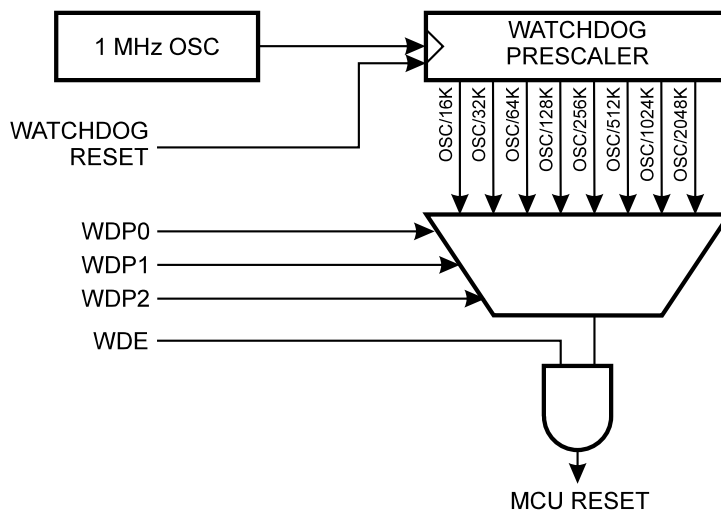 1 MHz OSC
WATCHDOG
PRESCALER
WATCHDOG
RESET
OSC/16K
OSC/32K
OSC/64K
OSC/128K
OSC/256K
OSC/512K
OSC/1024K
OSC/2048K
WDP0
WDP1
WDP2
WDE
MCU RESET